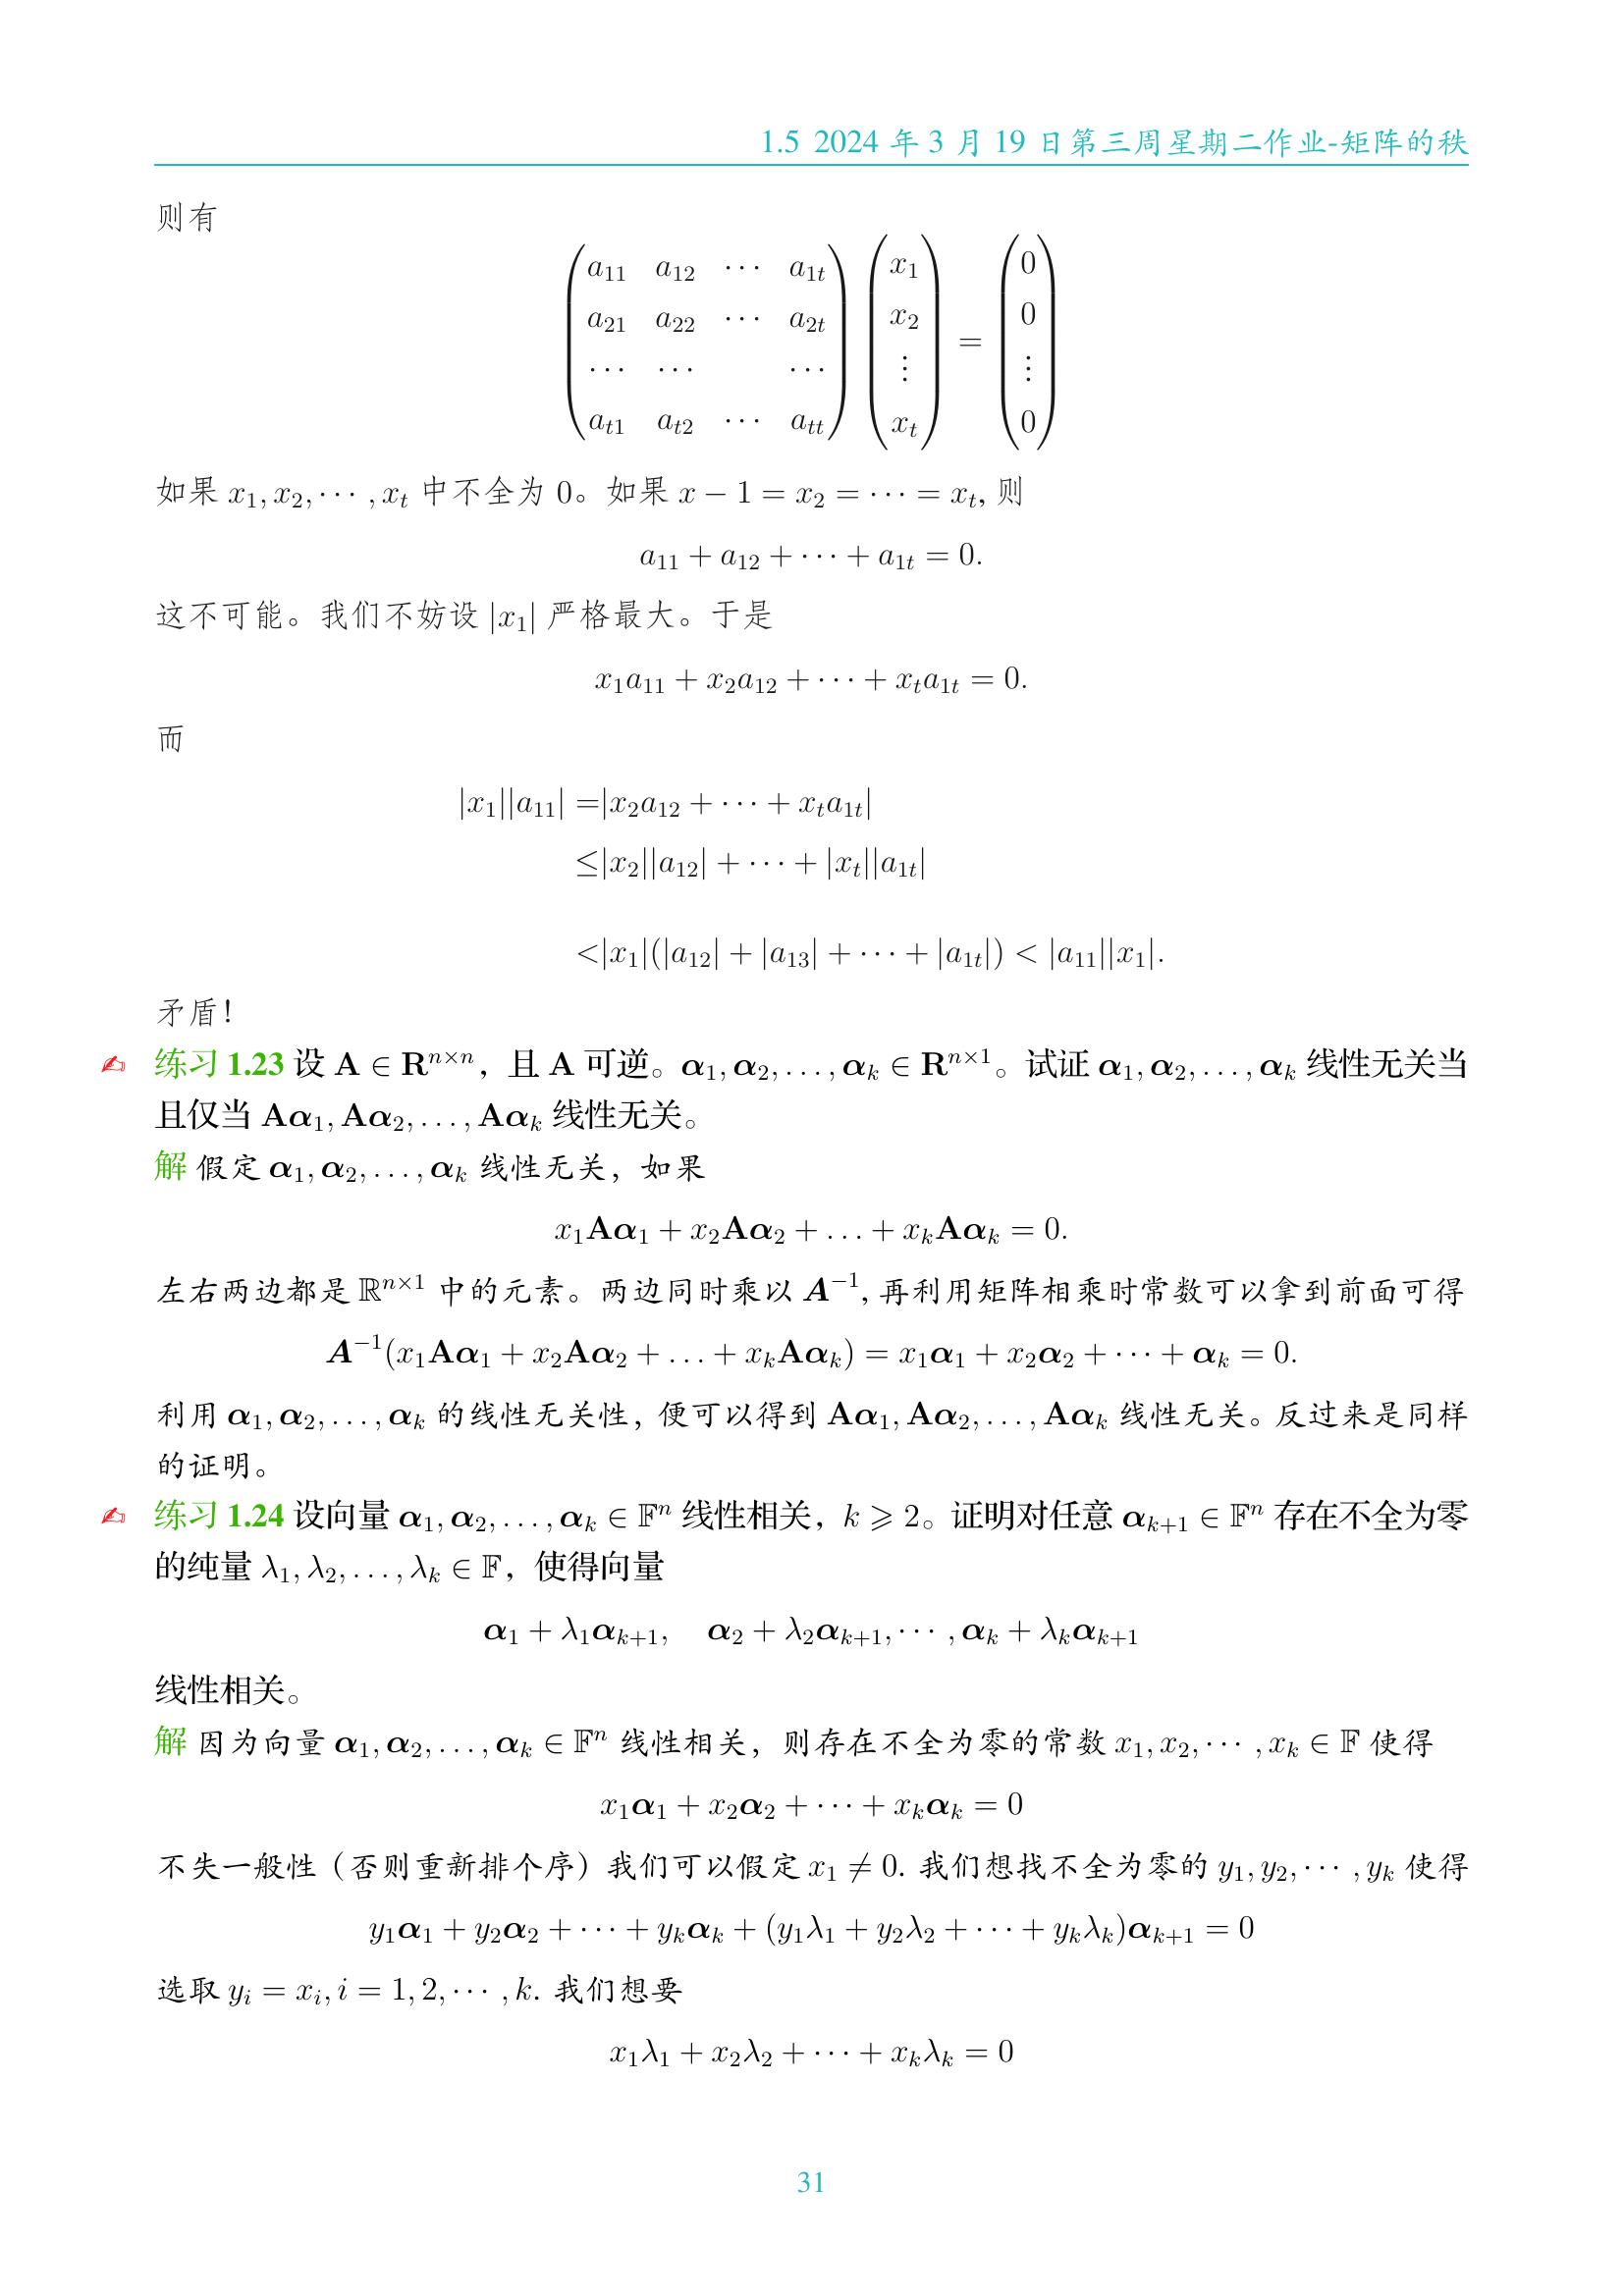 1.5 2024 年 3 月 19 日第三周星期二作业-矩阵的秩
则有
$$\begin{pmatrix} a_{11} & a_{12} & \cdots & a_{1t} \\ a_{21} & a_{22} & \cdots & a_{2t} \\ \cdots & \cdots & & \cdots \\ a_{t1} & a_{t2} & \cdots & a_{tt} \end{pmatrix} \begin{pmatrix} x_1 \\ x_2 \\ \vdots \\ x_t \end{pmatrix} = \begin{pmatrix} 0 \\ 0 \\ \vdots \\ 0 \end{pmatrix}$$
如果 $x_1, x_2, \cdots, x_t$ 中不全为 0。如果 $x - 1 = x_2 = \cdots = x_t$, 则
$$a_{11} + a_{12} + \cdots + a_{1t} = 0.$$
这不可能。我们不妨设 $|x_1|$ 严格最大。于是
$$x_1 a_{11} + x_2 a_{12} + \cdots + x_t a_{1t} = 0.$$
而
$$|x_1||a_{11}| = |x_2 a_{12} + \cdots + x_t a_{1t}|$$
$$\leq |x_2||a_{12}| + \cdots + |x_t||a_{1t}|$$
$$< |x_1|(|a_{12}| + |a_{13}| + \cdots + |a_{1t}|) < |a_{11}||x_1|.$$
矛盾!
✍ 练习 1.23 设 $\mathbf{A} \in \mathbf{R}^{n \times n}$，且 $\mathbf{A}$ 可逆。$\boldsymbol{\alpha}_1, \boldsymbol{\alpha}_2, \ldots, \boldsymbol{\alpha}_k \in \mathbf{R}^{n \times 1}$。试证 $\boldsymbol{\alpha}_1, \boldsymbol{\alpha}_2, \ldots, \boldsymbol{\alpha}_k$ 线性无关当
且仅当 $\mathbf{A}\boldsymbol{\alpha}_1, \mathbf{A}\boldsymbol{\alpha}_2, \ldots, \mathbf{A}\boldsymbol{\alpha}_k$ 线性无关。
解 假定 $\boldsymbol{\alpha}_1, \boldsymbol{\alpha}_2, \ldots, \boldsymbol{\alpha}_k$ 线性无关，如果
$$x_1 \mathbf{A}\boldsymbol{\alpha}_1 + x_2 \mathbf{A}\boldsymbol{\alpha}_2 + \ldots + x_k \mathbf{A}\boldsymbol{\alpha}_k = 0.$$
左右两边都是 $\mathbb{R}^{n \times 1}$ 中的元素。两边同时乘以 $\boldsymbol{A}^{-1}$, 再利用矩阵相乘时常数可以拿到前面可得
$$\boldsymbol{A}^{-1}(x_1 \mathbf{A}\boldsymbol{\alpha}_1 + x_2 \mathbf{A}\boldsymbol{\alpha}_2 + \ldots + x_k \mathbf{A}\boldsymbol{\alpha}_k) = x_1 \boldsymbol{\alpha}_1 + x_2 \boldsymbol{\alpha}_2 + \cdots + \boldsymbol{\alpha}_k = 0.$$
利用 $\boldsymbol{\alpha}_1, \boldsymbol{\alpha}_2, \ldots, \boldsymbol{\alpha}_k$ 的线性无关性，便可以得到 $\mathbf{A}\boldsymbol{\alpha}_1, \mathbf{A}\boldsymbol{\alpha}_2, \ldots, \mathbf{A}\boldsymbol{\alpha}_k$ 线性无关。反过来是同样
的证明。
✍ 练习 1.24 设向量 $\boldsymbol{\alpha}_1, \boldsymbol{\alpha}_2, \ldots, \boldsymbol{\alpha}_k \in \mathbb{F}^n$ 线性相关，$k \geqslant 2$。证明对任意 $\boldsymbol{\alpha}_{k+1} \in \mathbb{F}^n$ 存在不全为零
的纯量 $\lambda_1, \lambda_2, \ldots, \lambda_k \in \mathbb{F}$，使得向量
$$\boldsymbol{\alpha}_1 + \lambda_1 \boldsymbol{\alpha}_{k+1}, \quad \boldsymbol{\alpha}_2 + \lambda_2 \boldsymbol{\alpha}_{k+1}, \cdots, \boldsymbol{\alpha}_k + \lambda_k \boldsymbol{\alpha}_{k+1}$$
线性相关。
解 因为向量 $\boldsymbol{\alpha}_1, \boldsymbol{\alpha}_2, \ldots, \boldsymbol{\alpha}_k \in \mathbb{F}^n$ 线性相关，则存在不全为零的常数 $x_1, x_2, \cdots, x_k \in \mathbb{F}$ 使得
$$x_1 \boldsymbol{\alpha}_1 + x_2 \boldsymbol{\alpha}_2 + \cdots + x_k \boldsymbol{\alpha}_k = 0$$
不失一般性（否则重新排个序）我们可以假定 $x_1 \neq 0$. 我们想找不全为零的 $y_1, y_2, \cdots, y_k$ 使得
$$y_1 \boldsymbol{\alpha}_1 + y_2 \boldsymbol{\alpha}_2 + \cdots + y_k \boldsymbol{\alpha}_k + (y_1 \lambda_1 + y_2 \lambda_2 + \cdots + y_k \lambda_k) \boldsymbol{\alpha}_{k+1} = 0$$
选取 $y_i = x_i, i = 1, 2, \cdots, k$. 我们想要
$$x_1 \lambda_1 + x_2 \lambda_2 + \cdots + x_k \lambda_k = 0$$
31